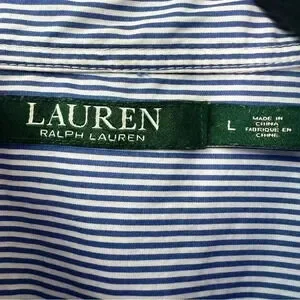 LAUREN
RALPH LAUREN
L
MADE IN
CHINA
FABRIQUÉ EN
CHINE